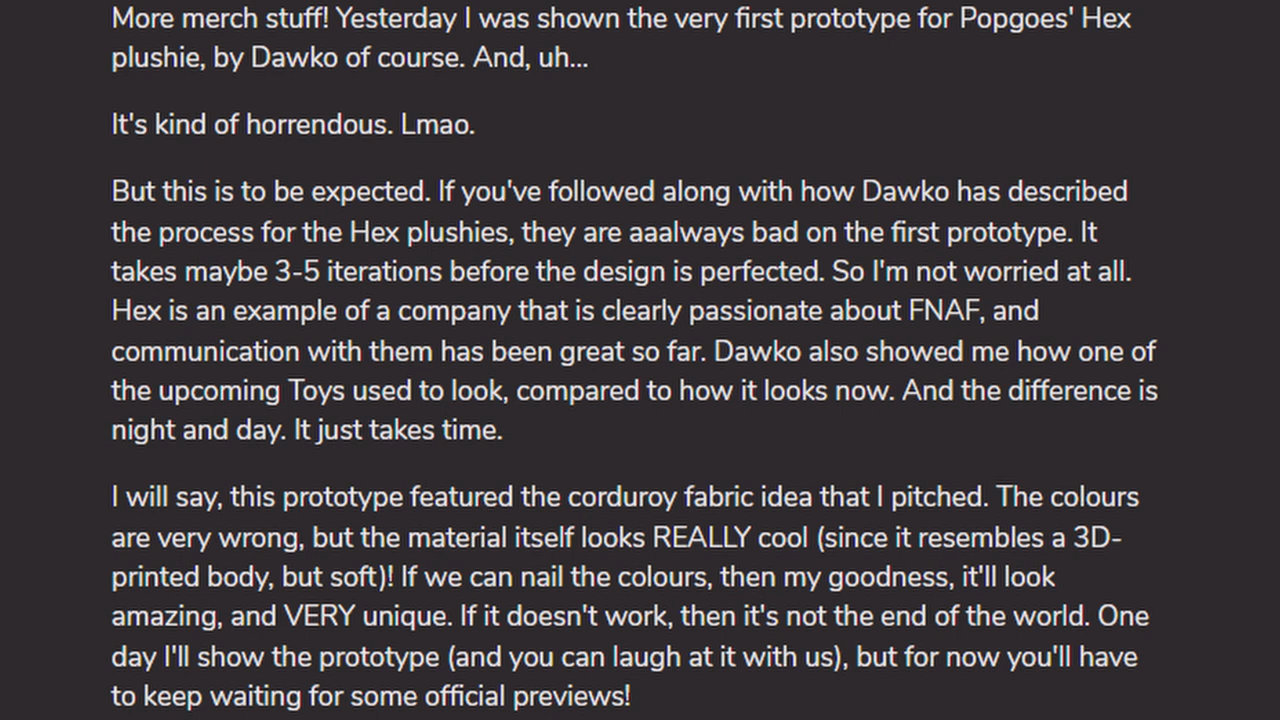 More merch stuff! Yesterday I was shown the very first prototype for Popgoes' Hex
plushie, by Dawko of course. And, uh...
It's kind of horrendous. Lmao.
But this is to be expected. If you've followed along with how Dawko has described
the process for the Hex plushies, they are aaalways bad on the first prototype. It
takes maybe 3-5 iterations before the design is perfected. So I'm not worried at all.
Hex is an example of a company that is clearly passionate about FNAF, and
communication with them has been great so far. Dawko also showed me how one of
the upcoming Toys used to look, compared to how it looks now. And the difference is
night and day. It just takes time.
I will say, this prototype featured the corduroy fabric idea that I pitched. The colours
are very wrong, but the material itself looks REALLY cool (since it resembles a 3D-
printed body, but soft)! If we can nail the colours, then my goodness, it'll look
amazing, and VERY unique. If it doesn't work, then it's not the end of the world. One
day I'll show the prototype (and you can laugh at it with us), but for now you'll have
to keep waiting for some official previews!